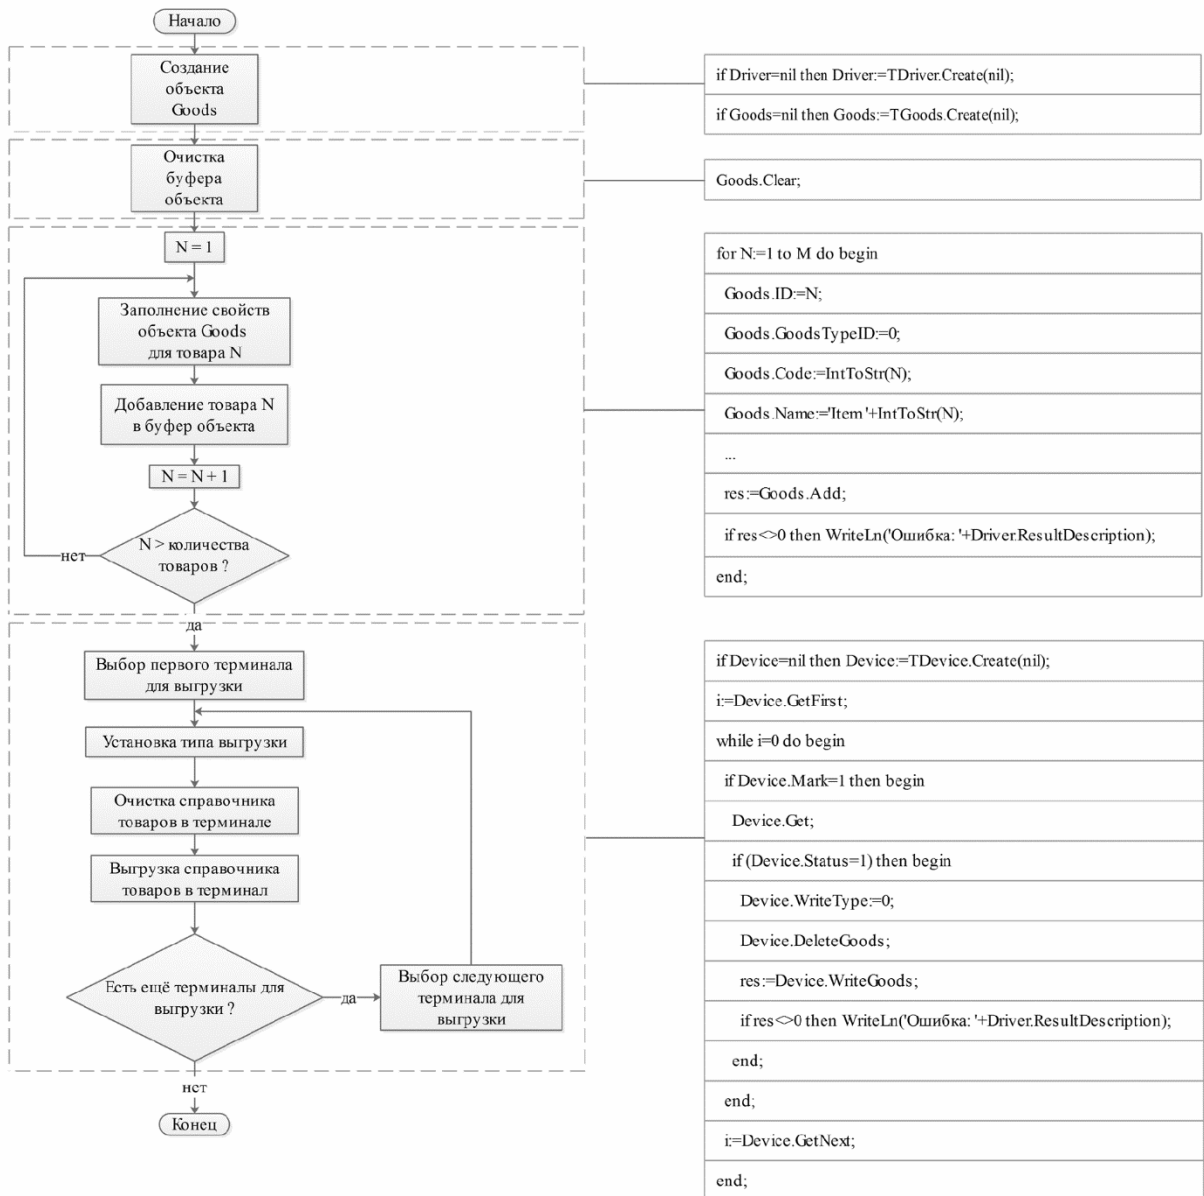 Начало
Создание
объекта
Goods
if Driver=nil then Driver:=TDriver.Create(nil);
if Goods=nil then Goods:=TGoods.Create(nil);
Очистка
буфера
объекта
Goods.Clear;
N = 1
Заполнение свойств
объекта Goods
для товара N
Добавление товара N
в буфер объекта
N = N + 1
N > количества
товаров ?
нет
да
for N:=1 to M do begin
Goods.ID:=N;
Goods.GoodsTypeID:=0;
Goods.Code:=IntToStr(N);
Goods.Name:='Item '+IntToStr(N);
...
res:=Goods.Add;
if res<>0 then WriteLn('Ошибка: '+Driver.ResultDescription);
end;
Выбор первого терминала
для выгрузки
Установка типа выгрузки
Очистка справочника
товаров в терминале
Выгрузка справочника
товаров в терминал
Есть ещё терминалы для
выгрузки ?
да
Выбор следующего
терминала для
выгрузки
нет
Конец
if Device=nil then Device:=TDevice.Create(nil);
i:=Device.GetFirst;
while i=0 do begin
if Device.Mark=1 then begin
Device.Get;
if (Device.Status=1) then begin
Device.WriteType:=0;
Device.DeleteGoods;
res:=Device.WriteGoods;
if res<>0 then WriteLn('Ошибка: '+Driver.ResultDescription);
end;
end;
i:=Device.GetNext;
end;